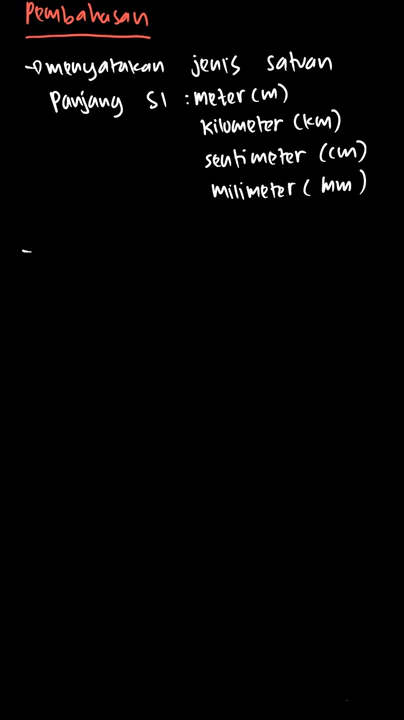 Pembahasan
→ menyatakan jenis satuan
Panjang SI : meter (m)
kilometer (km)
sentimeter (cm)
milimeter (mm)
-